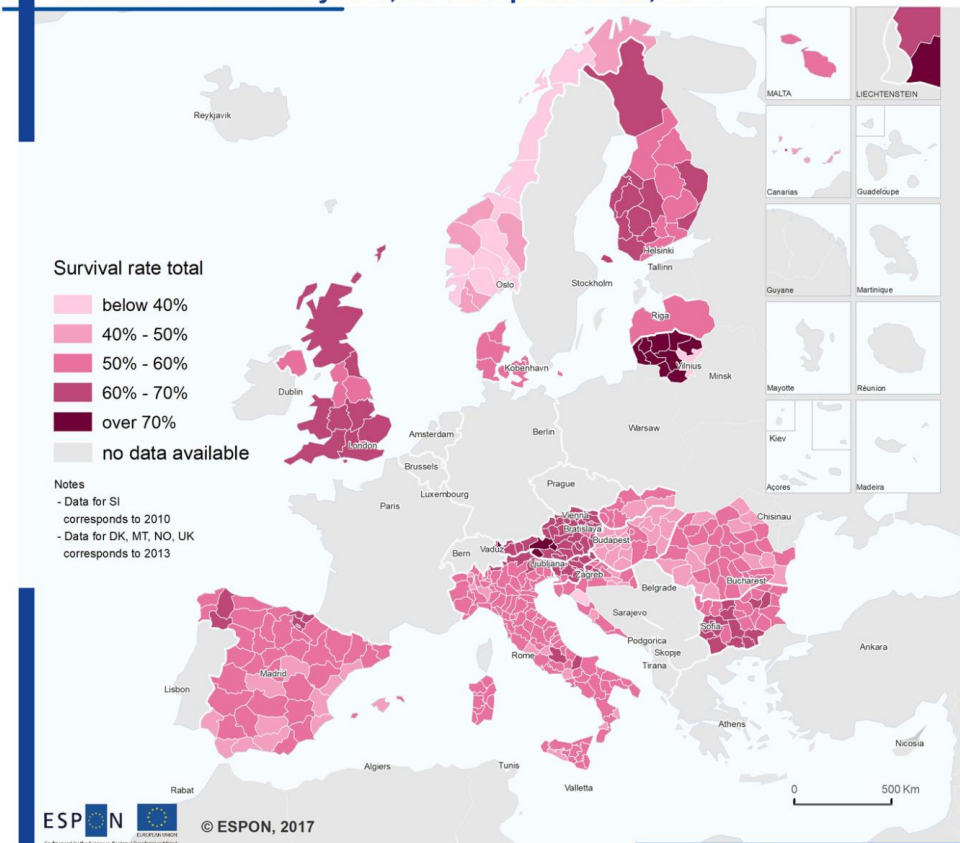 Reykjavik
MALTA
LIECHTENSTEIN
Canarias
Guadeloupe
Helsinki
Tallinn
Oslo
Stockholm
Guyane
Martinique
Survival rate total
below 40%
40% - 50%
50% - 60%
60% - 70%
over 70%
no data available
Notes
- Data for SI
corresponds to 2010
- Data for DK, MT, NO, UK
corresponds to 2013
Riga
Vilnius
Minsk
Kobenhavn
Dublin
London
Mayotte
Réunion
Amsterdam
Berlin
Warsaw
Kiev
Brussels
Luxembourg
Prague
Açores
Madeira
Paris
Chisinau
Vienna
Bratislava
Budapest
Bern
Vaduz
Ljubljana
Zagreb
Bucharest
Belgrade
Sarajevo
Sofia
Podgorica
Skopje
Tirana
Rome
Madrid
Lisbon
Ankara
Athens
Nicosia
Algiers
Tunis
Valletta
Rabat
0 500 Km
ESPON
EUROPEAN UNION
© ESPON, 2017